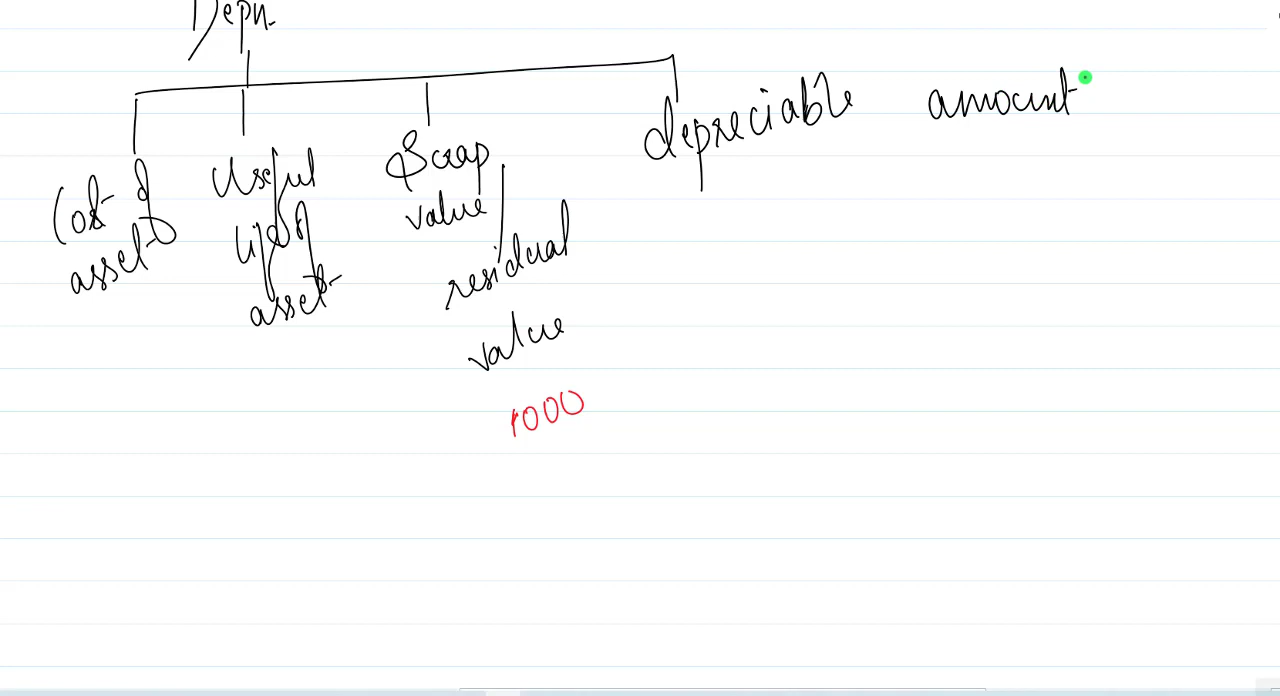 Depn.
Cost of
asset
Useful
life of
asset
Scrap
value
residual
value
1000
depreciable amount